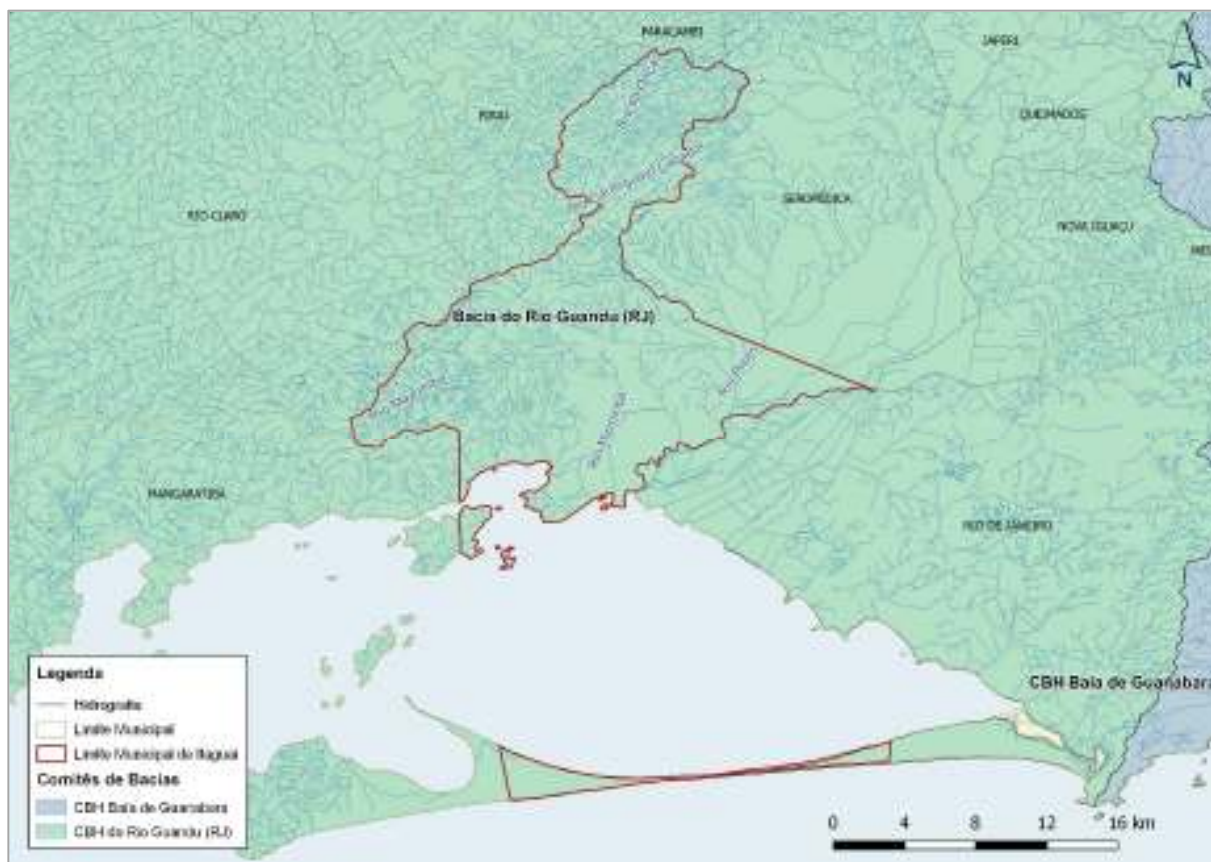 PARACAMBI
JAPERI
N
PIRAÍ
QUEIMADOS
RIO CLARO
SEROPÉDICA
NOVA IGUAÇU
Bacia do Rio Guandu (RJ)
MANGARATIBA
RIO DE JANEIRO
CBH Baía de Guanabara
Legenda
Hidrografia
Limite Municipal
Limite Municipal de Itaguaí
Comitês de Bacias
CBH Baía de Guanabara
CBH do Rio Guandu (RJ)
0 4 8 12 16 km